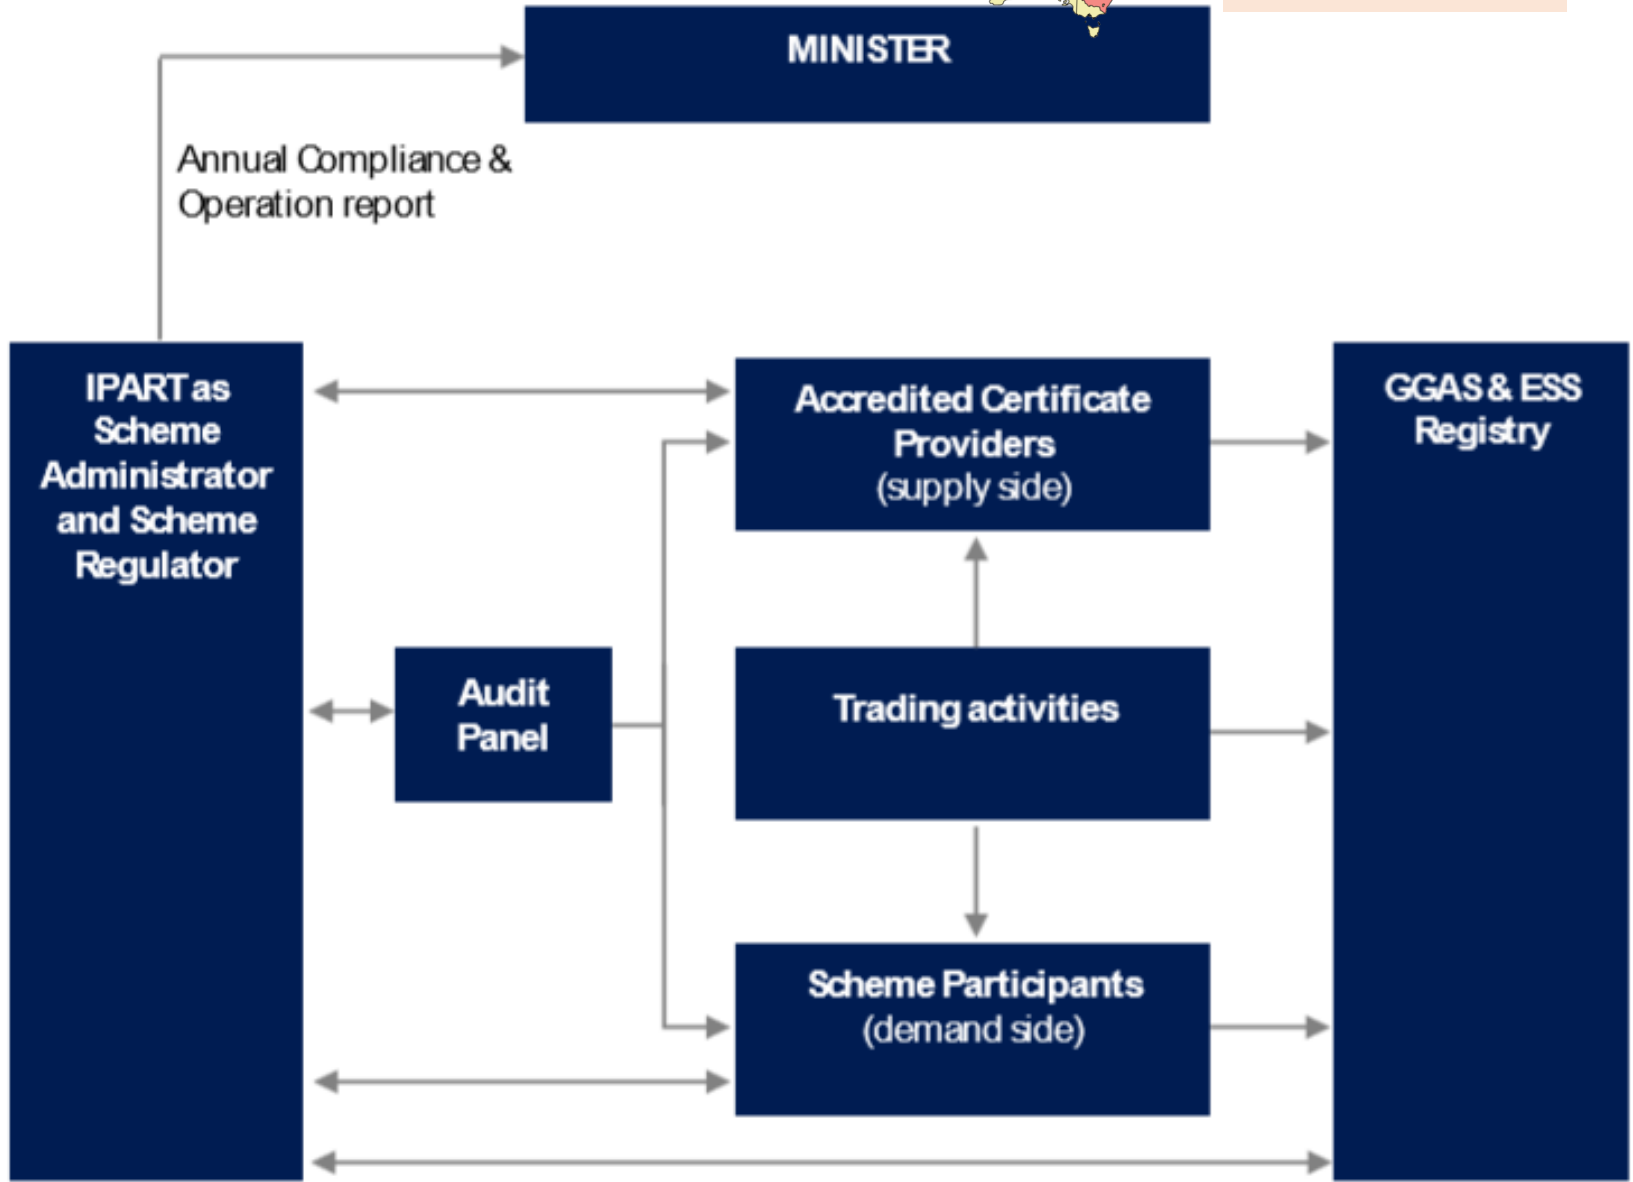 MINISTER
Annual Compliance &
Operation report
IPART as
Scheme
Administrator
and Scheme
Regulator
Accredited Certificate
Providers
(supply side)
GGAS & ESS
Registry
Audit
Panel
Trading activities
Scheme Participants
(demand side)